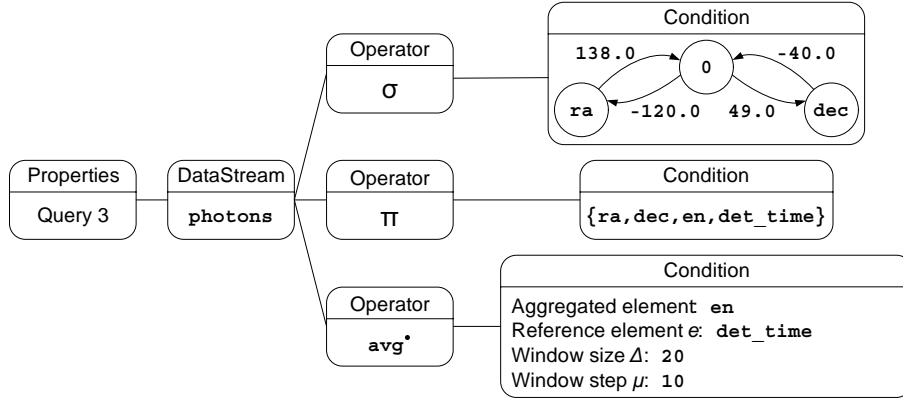 Condition
138.0
-40.0
0
ra
-120.0
49.0
dec
Operator
σ
Properties
Query 3
DataStream
photons
Operator
π
Condition
{ra,dec,en,det_time}
Operator
avg•
Condition
Aggregated element: en
Reference element e: det_time
Window size Δ: 20
Window step μ: 10